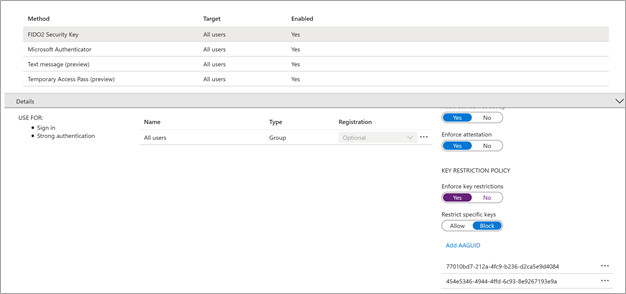 Method Target Enabled
FIDO2 Security Key All users Yes
Microsoft Authenticator All users Yes
Text message (preview) All users Yes
Temporary Access Pass (preview) All users Yes
Details
USE FOR:
Sign in
Strong authentication
Name Type Registration
All users Group Optional
Yes No
Enforce attestation
Yes No
KEY RESTRICTION POLICY
Enforce key restrictions
Yes No
Restrict specific keys
Allow Block
Add AAGUID
77010bd7-212a-4fc9-b236-d2ca5e9d4084
454e5346-4944-4ffd-6c93-8e9267193e9a